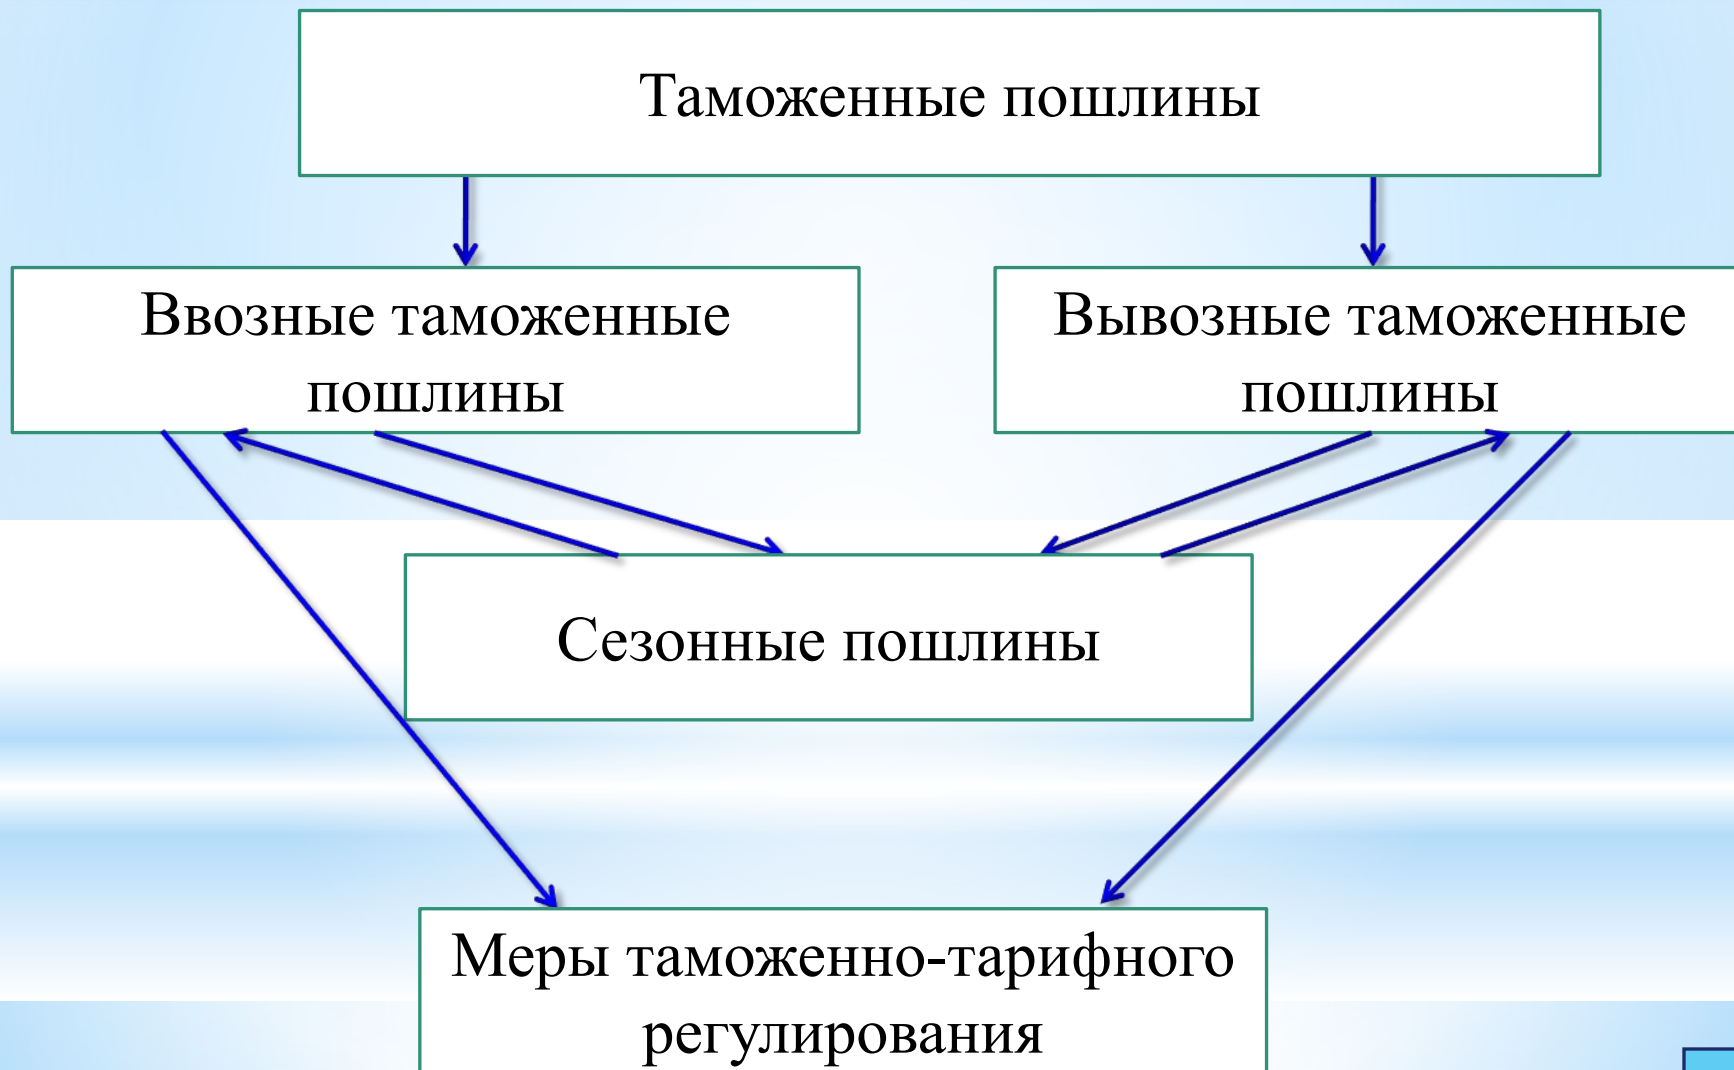 Таможенные пошлины
Ввозные таможенные
пошлины
Вывозные таможенные
пошлины
Сезонные пошлины
Меры таможенно-тарифного
регулирования